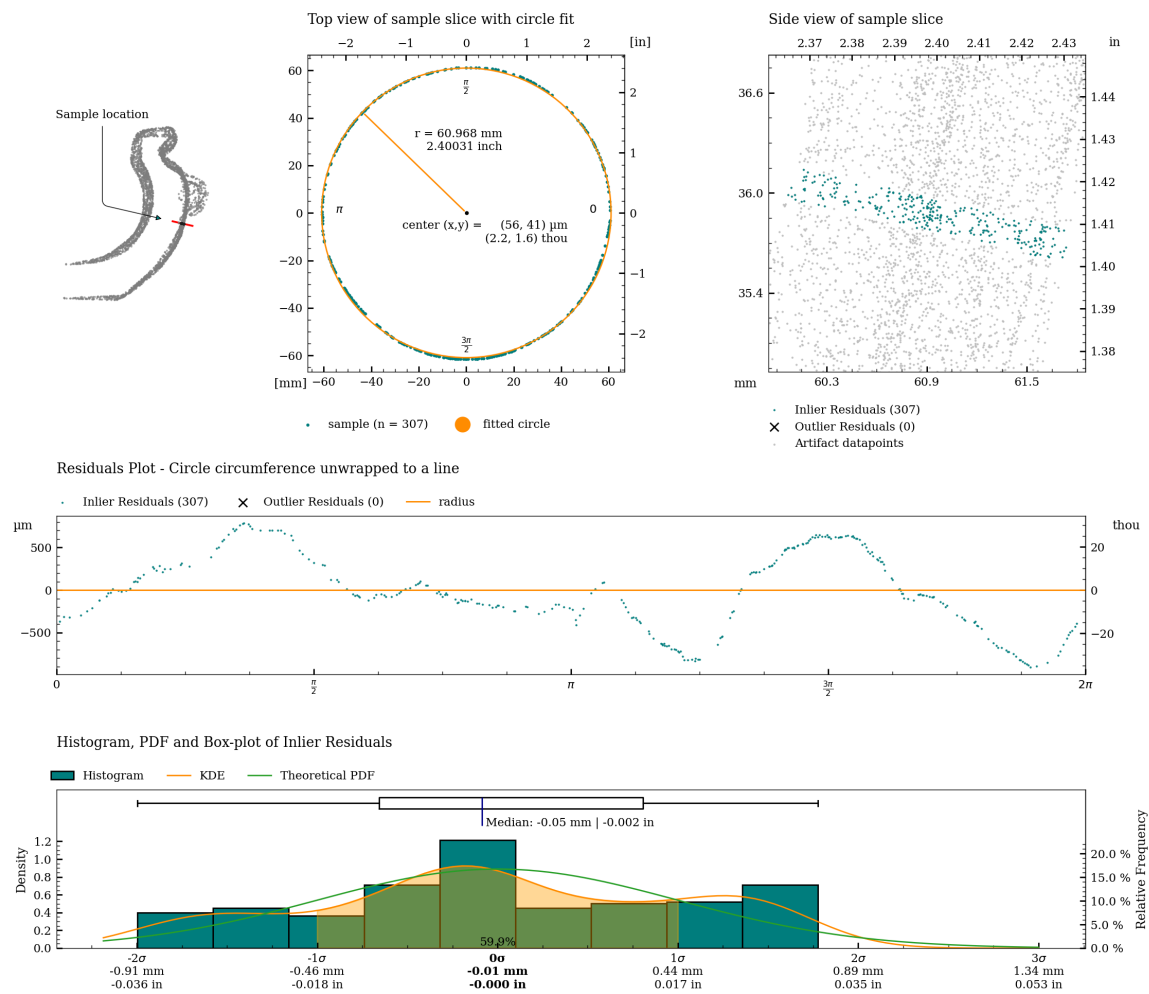 Top view of sample slice with circle fit
Side view of sample slice
−2 −1 0 1 2 [in]
2.37 2.38 2.39 2.40 2.41 2.42 2.43 in
Sample location
60
40
20
0
−20
−40
−60
π/2
r = 60.968 mm
2.40031 inch
π
0
center (x,y) = (56, 41) µm
(2.2, 1.6) thou
3π/2
2
1
0
−1
−2
[mm] −60 −40 −20 0 20 40 60
36.6
36.0
35.4
1.44
1.43
1.42
1.41
1.40
1.39
1.38
mm 60.3 60.9 61.5
sample (n = 307) fitted circle
Inlier Residuals (307)
Outlier Residuals (0)
Artifact datapoints
Residuals Plot - Circle circumference unwrapped to a line
Inlier Residuals (307) Outlier Residuals (0) radius
µm
thou
500
0
−500
20
0
−20
0 π/2 π 3π/2 2π
Histogram, PDF and Box-plot of Inlier Residuals
Histogram KDE Theoretical PDF
Median: -0.05 mm | -0.002 in
Density
1.2
1.0
0.8
0.6
0.4
0.2
0.0
20.0 %
15.0 %
10.0 %
5.0 %
0.0 %
Relative Frequency
59.9%
-2σ -1σ 0σ 1σ 2σ 3σ
-0.91 mm -0.46 mm -0.01 mm 0.44 mm 0.89 mm 1.34 mm
-0.036 in -0.018 in -0.000 in 0.017 in 0.035 in 0.053 in